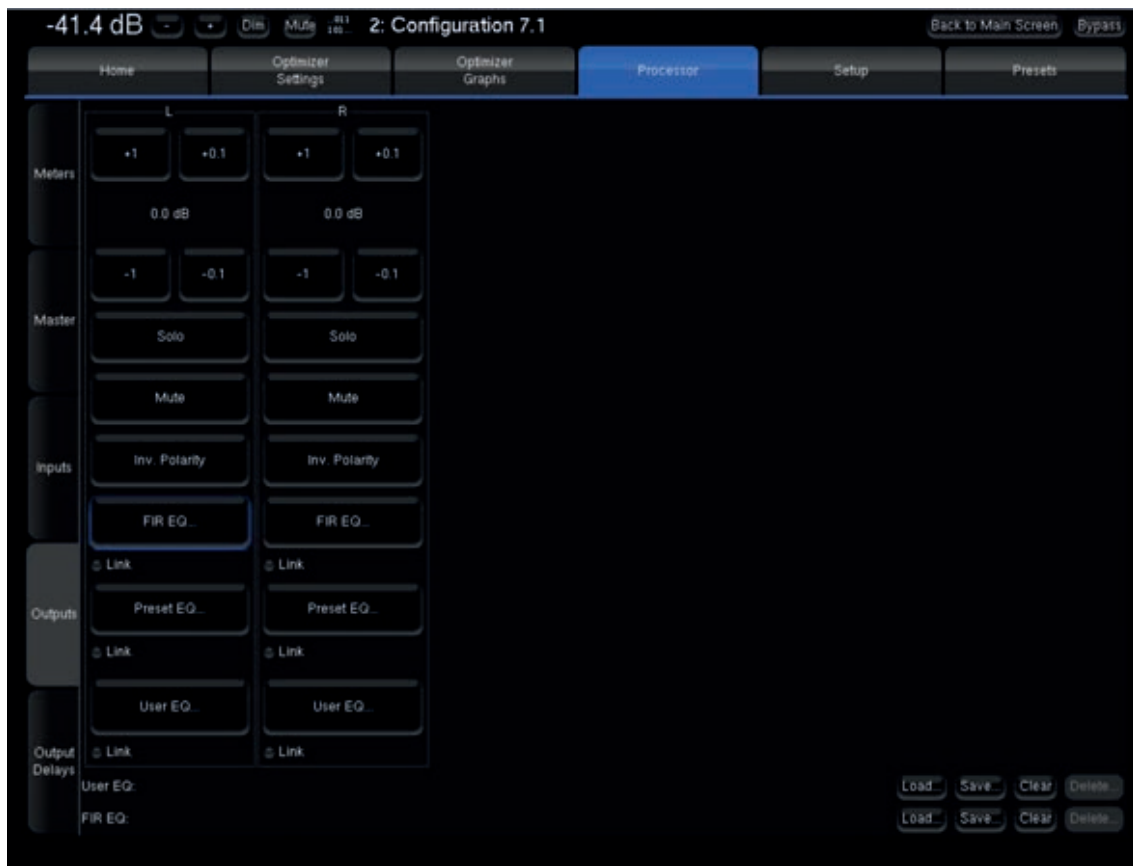 -41.4 dB - + Dim Mute 2: Configuration 7.1 Back to Main Screen Bypass
Home Optimizer Settings Optimizer Graphs Processor Setup Presets
L R
Meters
+1 +0.1 +1 +0.1
0.0 dB 0.0 dB
-1 -0.1 -1 -0.1
Master
Solo Solo
Mute Mute
Inputs
Inv. Polarity Inv. Polarity
FIR EQ... FIR EQ...
Link Link
Outputs
Preset EQ... Preset EQ...
Link Link
User EQ... User EQ...
Output Delays
Link Link
User EQ: Load... Save... Clear Delete...
FIR EQ: Load... Save... Clear Delete...